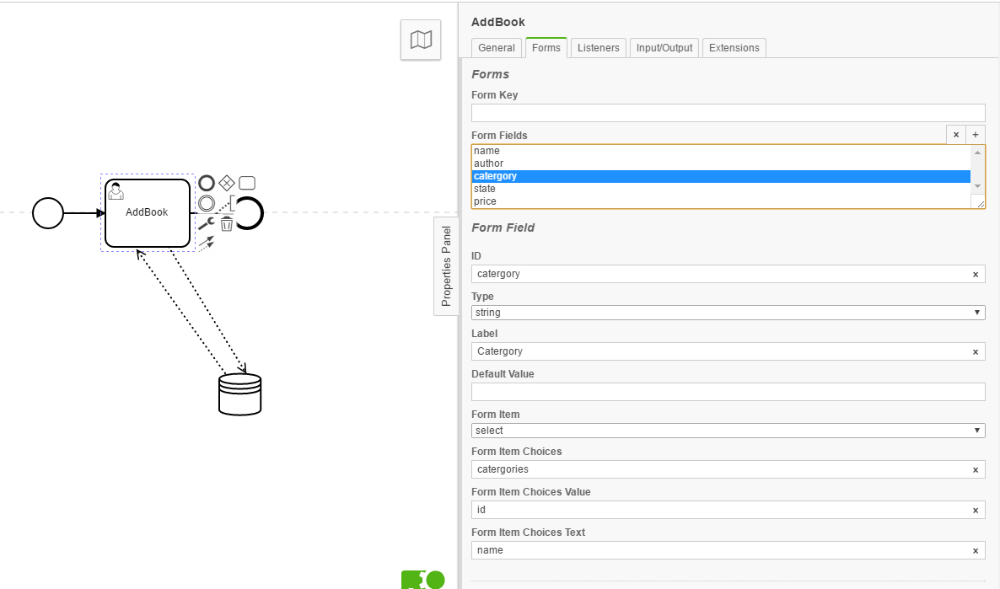 AddBook
Properties Panel
AddBook
General Forms Listeners Input/Output Extensions
Forms
Form Key
Form Fields × +
name
author
catergory
state
price
Form Field
ID
catergory ×
Type
string
Label
Catergory ×
Default Value
Form Item
select
Form Item Choices
catergories ×
Form Item Choices Value
id ×
Form Item Choices Text
name ×